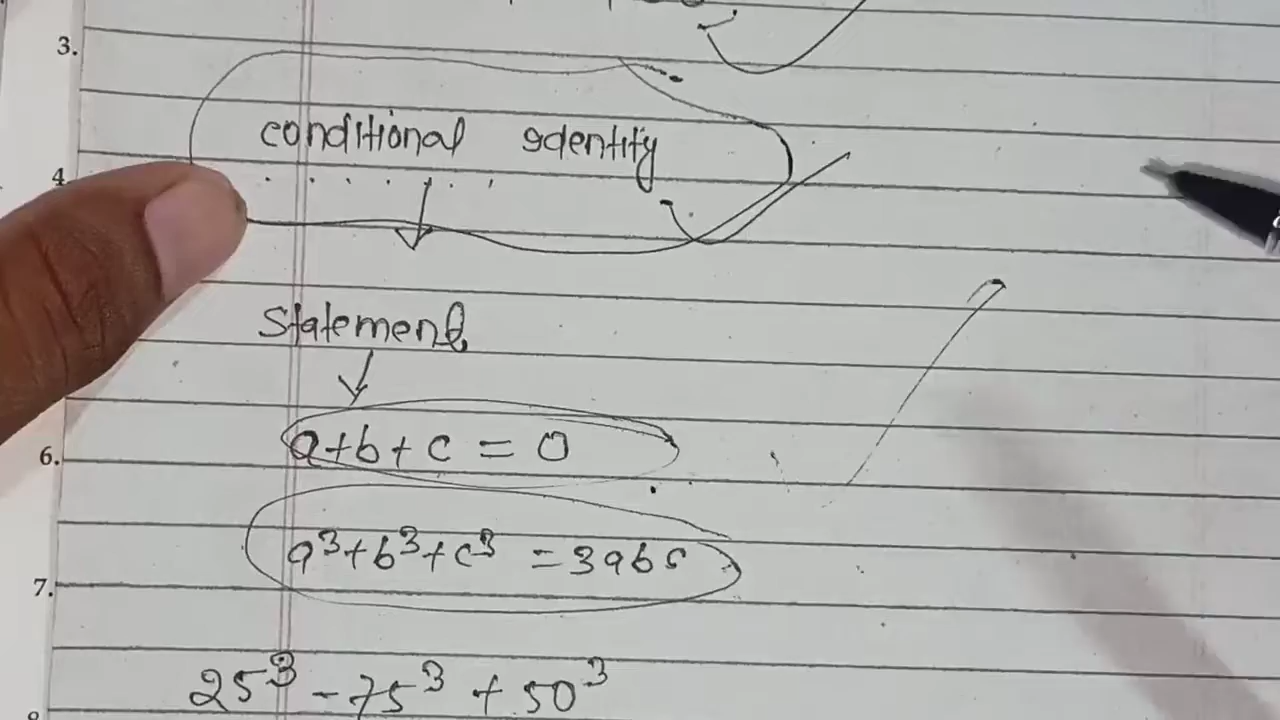 3.
conditional identity
4
statement
a+b+c = 0
6.
a³+b³+c³ = 3abc
7.
25³ - 75³ + 50³